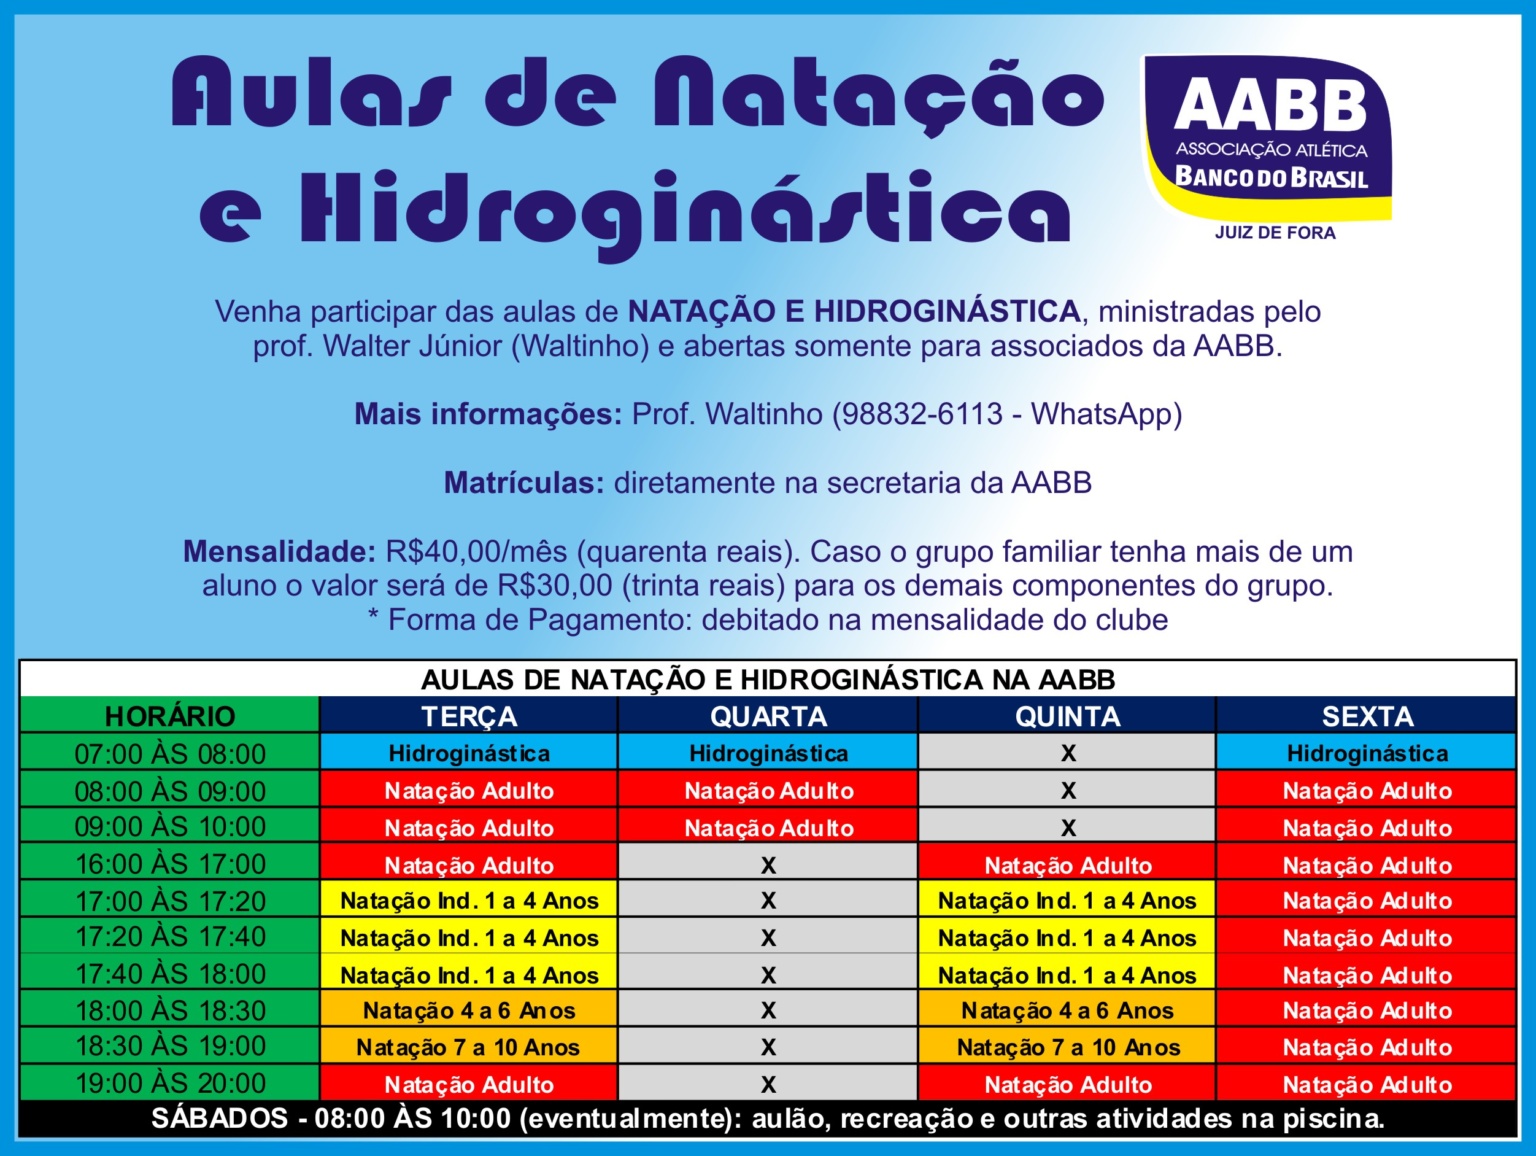 Aulas de Natação
e Hidroginástica
AABB
ASSOCIAÇÃO ATLÉTICA
BANCO DO BRASIL
JUIZ DE FORA
Venha participar das aulas de NATAÇÃO E HIDROGINÁSTICA, ministradas pelo
prof. Walter Júnior (Waltinho) e abertas somente para associados da AABB.
Mais informações: Prof. Waltinho (98832-6113 - WhatsApp)
Matrículas: diretamente na secretaria da AABB
Mensalidade: R$40,00/mês (quarenta reais). Caso o grupo familiar tenha mais de um
aluno o valor será de R$30,00 (trinta reais) para os demais componentes do grupo.
* Forma de Pagamento: debitado na mensalidade do clube
AULAS DE NATAÇÃO E HIDROGINÁSTICA NA AABB
HORÁRIO TERÇA QUARTA QUINTA SEXTA
07:00 ÀS 08:00 Hidroginástica Hidroginástica X Hidroginástica
08:00 ÀS 09:00 Natação Adulto Natação Adulto X Natação Adulto
09:00 ÀS 10:00 Natação Adulto Natação Adulto X Natação Adulto
16:00 ÀS 17:00 Natação Adulto X Natação Adulto Natação Adulto
17:00 ÀS 17:20 Natação Ind. 1 a 4 Anos X Natação Ind. 1 a 4 Anos Natação Adulto
17:20 ÀS 17:40 Natação Ind. 1 a 4 Anos X Natação Ind. 1 a 4 Anos Natação Adulto
17:40 ÀS 18:00 Natação Ind. 1 a 4 Anos X Natação Ind. 1 a 4 Anos Natação Adulto
18:00 ÀS 18:30 Natação 4 a 6 Anos X Natação 4 a 6 Anos Natação Adulto
18:30 ÀS 19:00 Natação 7 a 10 Anos X Natação 7 a 10 Anos Natação Adulto
19:00 ÀS 20:00 Natação Adulto X Natação Adulto Natação Adulto
SÁBADOS - 08:00 ÀS 10:00 (eventualmente): aulão, recreação e outras atividades na piscina.